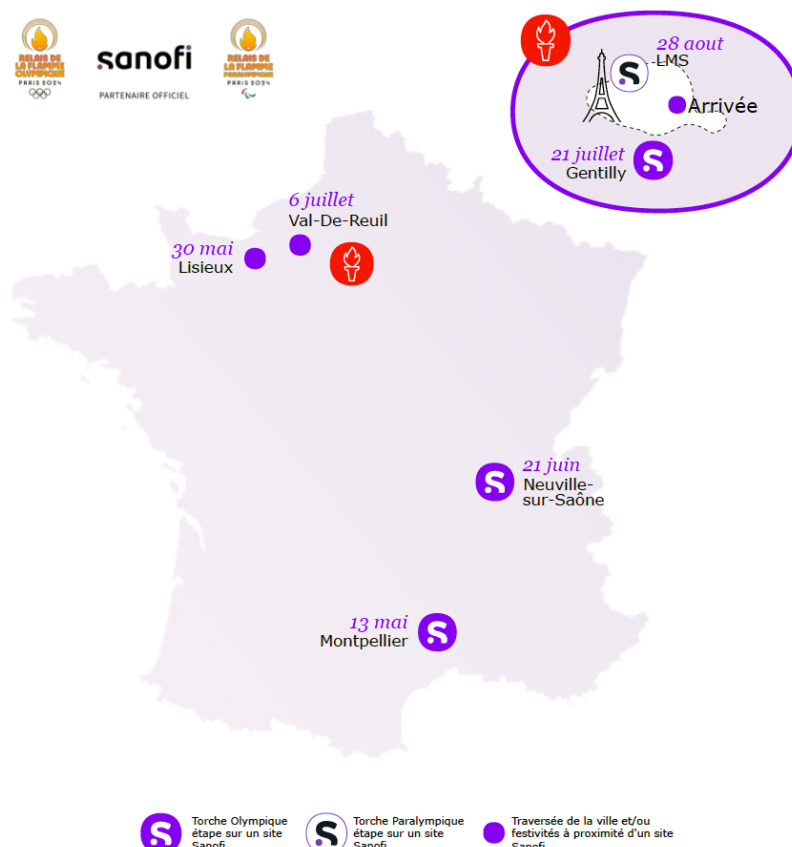 RELAIS DE
LA FLAMME
OLYMPIQUE
PARIS 2024
sanofi
PARTENAIRE OFFICIEL
RELAIS DE
LA FLAMME
PARALYMPIQUE
PARIS 2024
28 aout
LMS
Arrivée
21 juillet
Gentilly
6 juillet
Val-De-Reuil
30 mai
Lisieux
21 juin
Neuville-
sur-Saône
13 mai
Montpellier
Torche Olympique
étape sur un site
Sanofi
Torche Paralympique
étape sur un site
Sanofi
Traversée de la ville et/ou
festivités à proximité d'un site
Sanofi